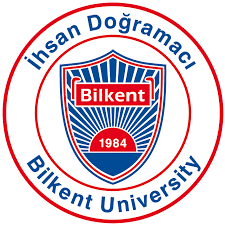 İhsan Doğramacı
Bilkent
1984
Bilkent University